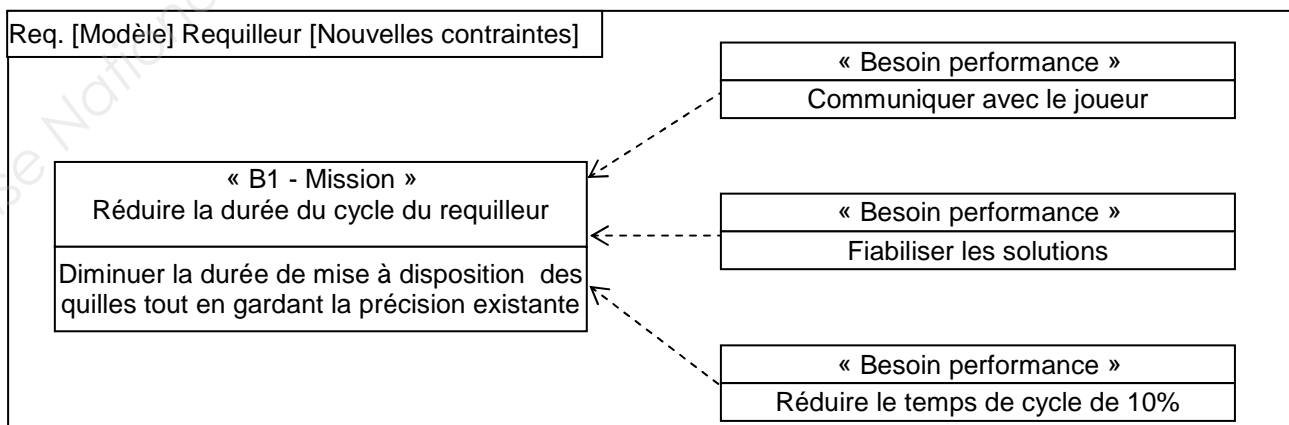 Req. [Modèle] Requilleur [Nouvelles contraintes]
« Besoin performance »
Communiquer avec le joueur
« B1 - Mission »
Réduire la durée du cycle du requilleur
Diminuer la durée de mise à disposition des
quilles tout en gardant la précision existante
« Besoin performance »
Fiabiliser les solutions
« Besoin performance »
Réduire le temps de cycle de 10%